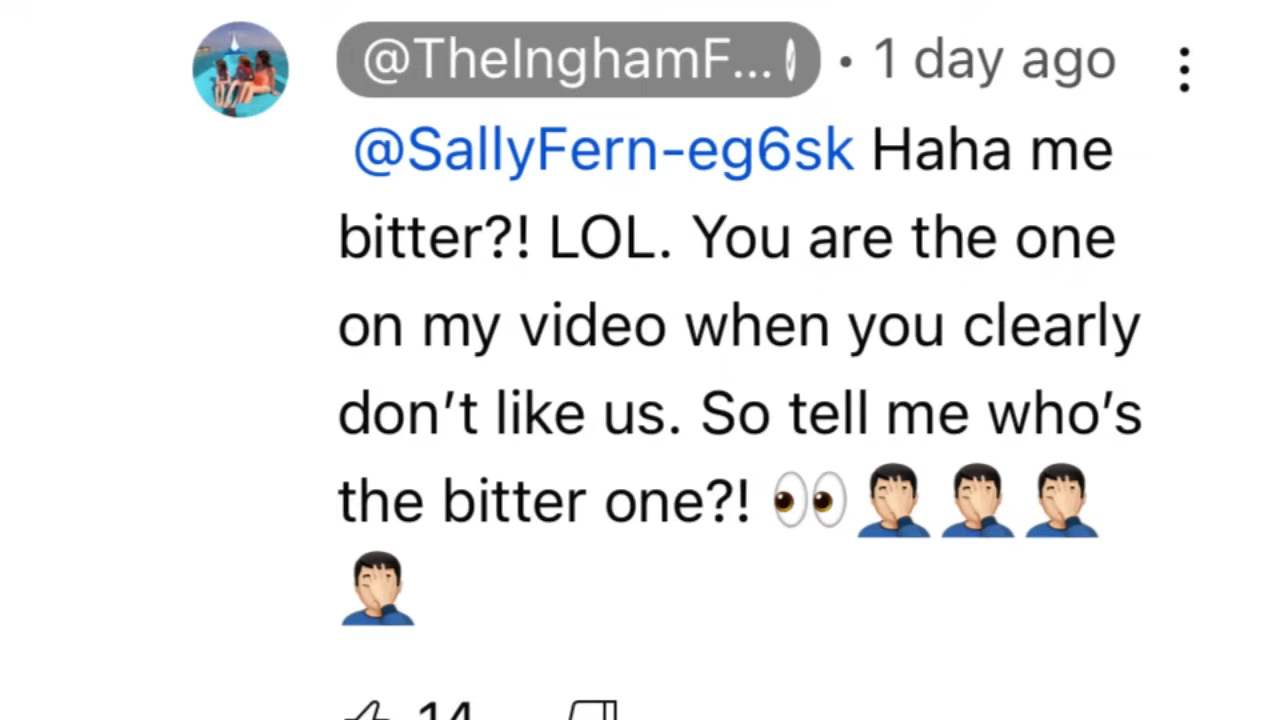 @TheInghamF... • 1 day ago
@SallyFern-eg6sk Haha me
bitter?! LOL. You are the one
on my video when you clearly
don’t like us. So tell me who’s
the bitter one?! 👀🤦🏻‍♂️🤦🏻‍♂️🤦🏻‍♂️
🤦🏻‍♂️
14